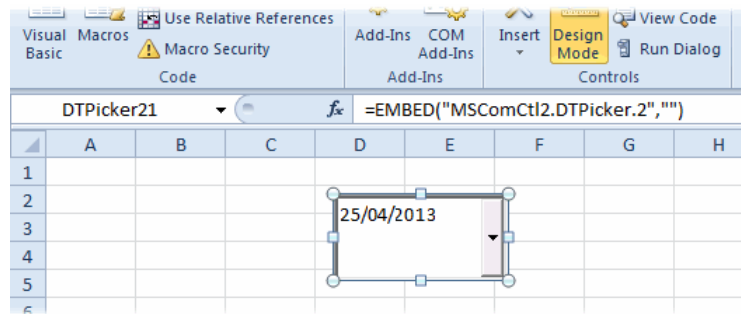 Use Relative References
View Code
Visual Basic
Macros
Macro Security
Add-Ins
COM Add-Ins
Insert
Design Mode
Run Dialog
Code
Add-Ins
Controls
DTPicker21
fx
=EMBED("MSComCtl2.DTPicker.2","")
A B C D E F G H
1
2
25/04/2013
3
4
5
6